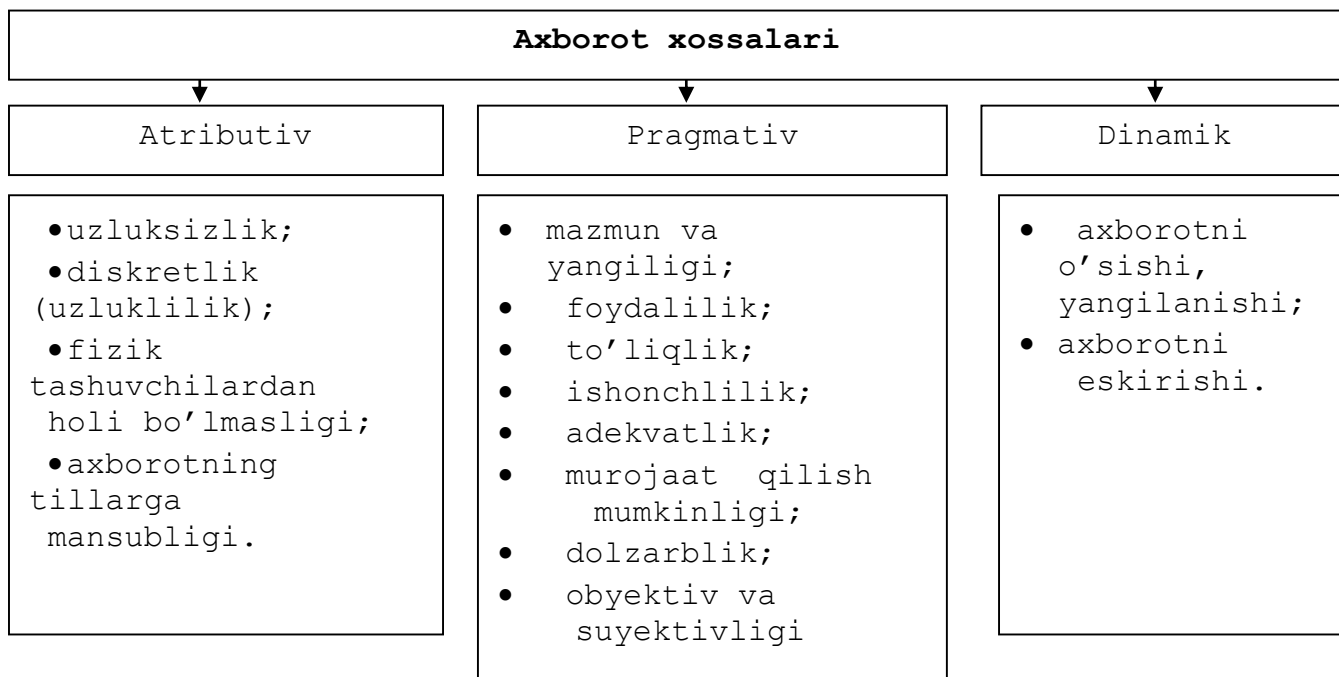 Axborot xossalari
Atributiv
Pragmativ
Dinamik
•uzluksizlik;
•diskretlik
(uzluklilik);
•fizik
tashuvchilardan
holi bo’lmasligi;
•axborotning
tillarga
mansubligi.
• mazmun va
yangiligi;
• foydalilik;
• to’liqlik;
• ishonchlilik;
• adekvatlik;
• murojaat qilish
mumkinligi;
• dolzarblik;
• obyektiv va
suyektivligi
• axborotni
o’sishi,
yangilanishi;
• axborotni
eskirishi.